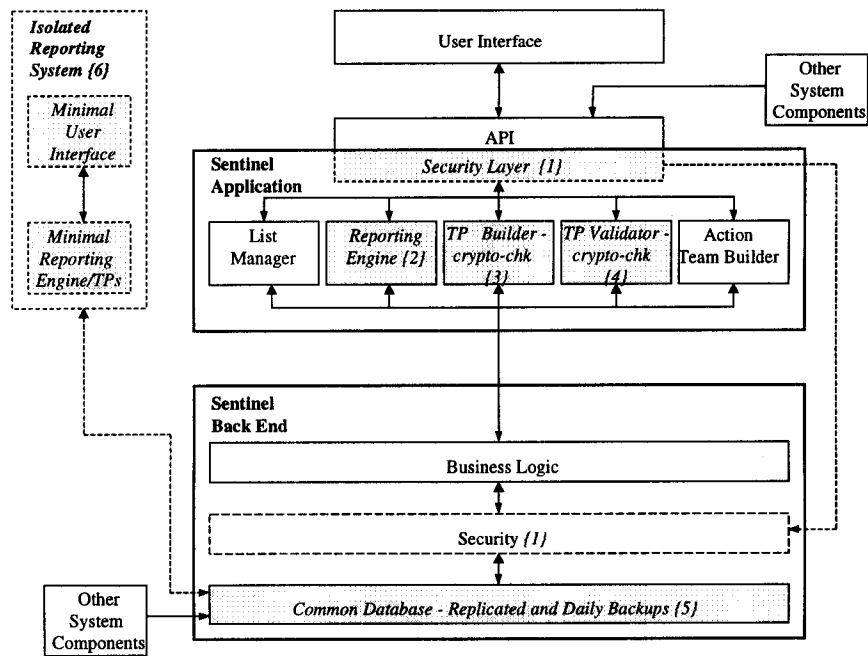 Isolated
Reporting
System {6}
Minimal
User
Interface
Minimal
Reporting
Engine/TPs
User Interface
Other
System
Components
API
Security Layer {1}
Sentinel
Application
List
Manager
Reporting
Engine {2}
TP Builder -
crypto-chk
{3}
TP Validator -
crypto-chk
{4}
Action
Team Builder
Sentinel
Back End
Business Logic
Security {1}
Common Database - Replicated and Daily Backups {5}
Other
System
Components